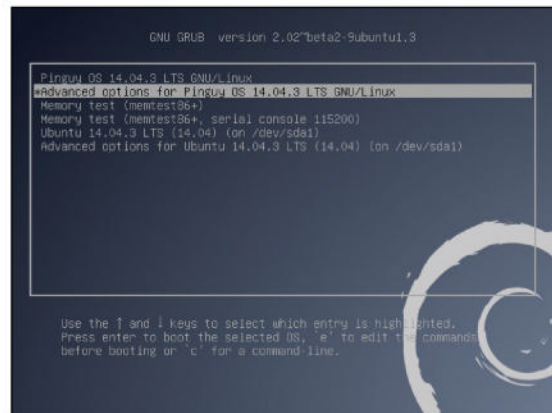 GNU GRUB version 2.02~beta2-9ubuntu1.3
Pinguy OS 14.04.3 LTS GNU/Linux
*Advanced options for Pinguy OS 14.04.3 LTS GNU/Linux
Memory test (memtest86+)
Memory test (memtest86+, serial console 115200)
Ubuntu 14.04.3 LTS (14.04) (on /dev/sda1)
Advanced options for Ubuntu 14.04.3 LTS (14.04) (on /dev/sda1)
Use the ↑ and ↓ keys to select which entry is highlighted.
Press enter to boot the selected OS, `e' to edit the commands
before booting or `c' for a command-line.